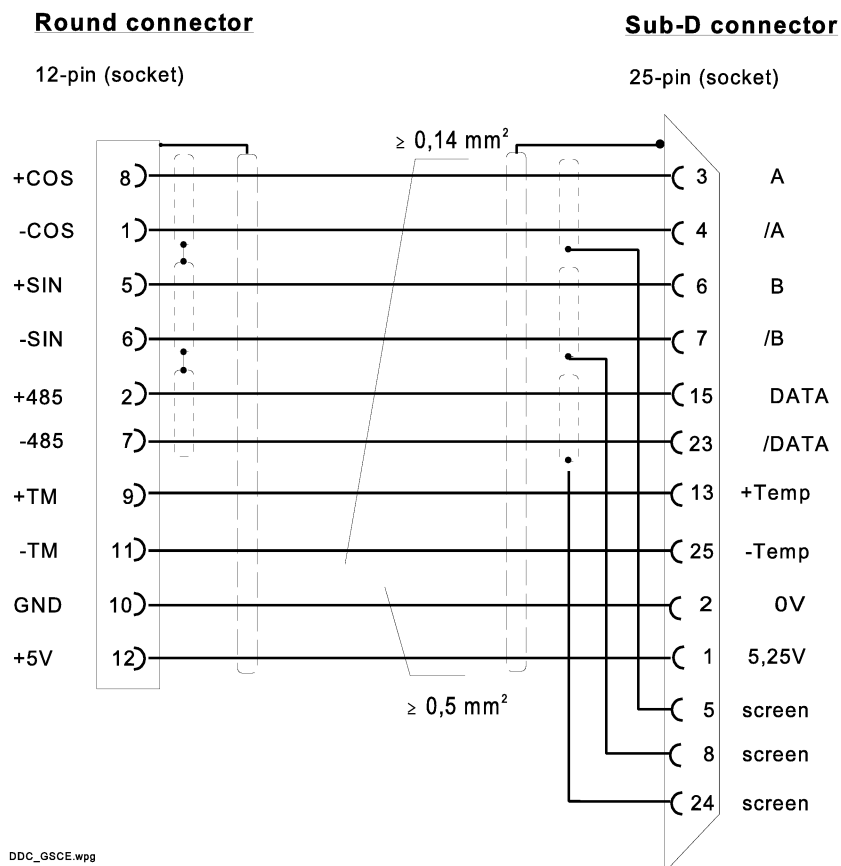 Round connector
Sub-D connector
12-pin (socket)
25-pin (socket)
≥ 0,14 mm²
+COS 8 3 A
-COS 1 4 /A
+SIN 5 6 B
-SIN 6 7 /B
+485 2 15 DATA
-485 7 23 /DATA
+TM 9 13 +Temp
-TM 11 25 -Temp
GND 10 2 0V
+5V 12 1 5,25V
≥ 0,5 mm²
5 screen
8 screen
24 screen
DDC_GSCE.wpg